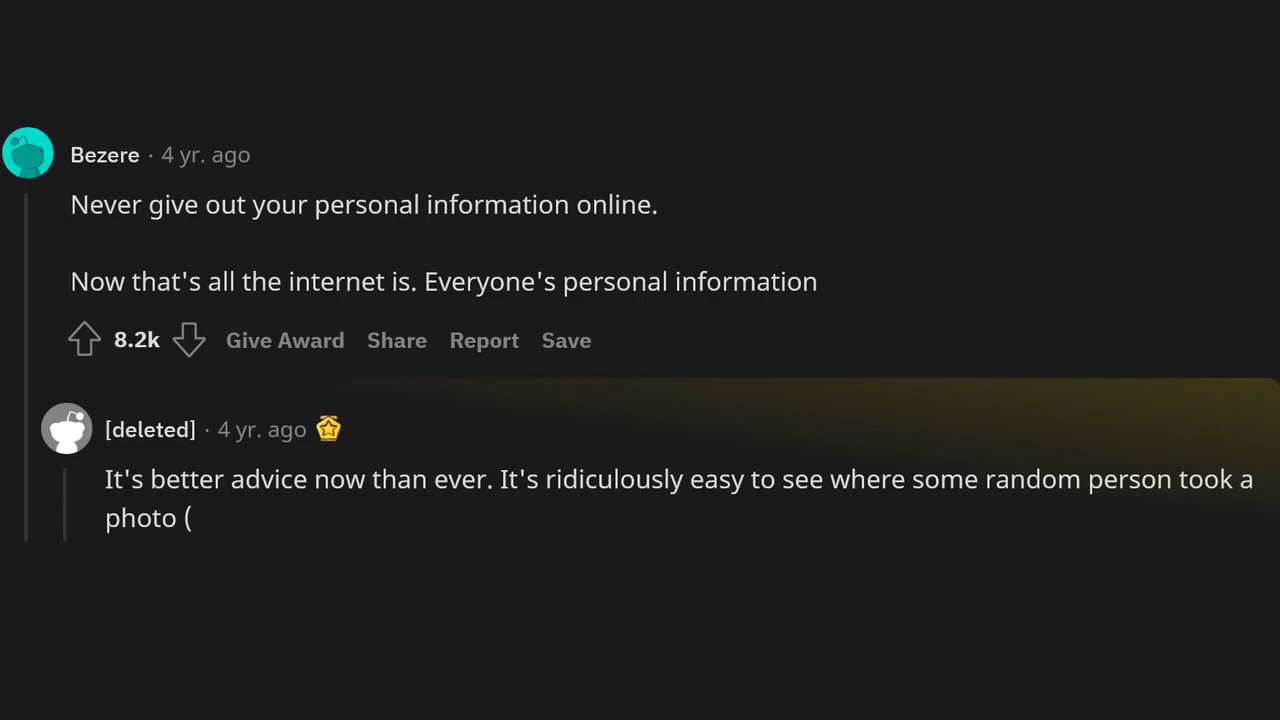 Bezere · 4 yr. ago
Never give out your personal information online.
Now that's all the internet is. Everyone's personal information
8.2k Give Award Share Report Save
[deleted] · 4 yr. ago
It's better advice now than ever. It's ridiculously easy to see where some random person took a
photo (